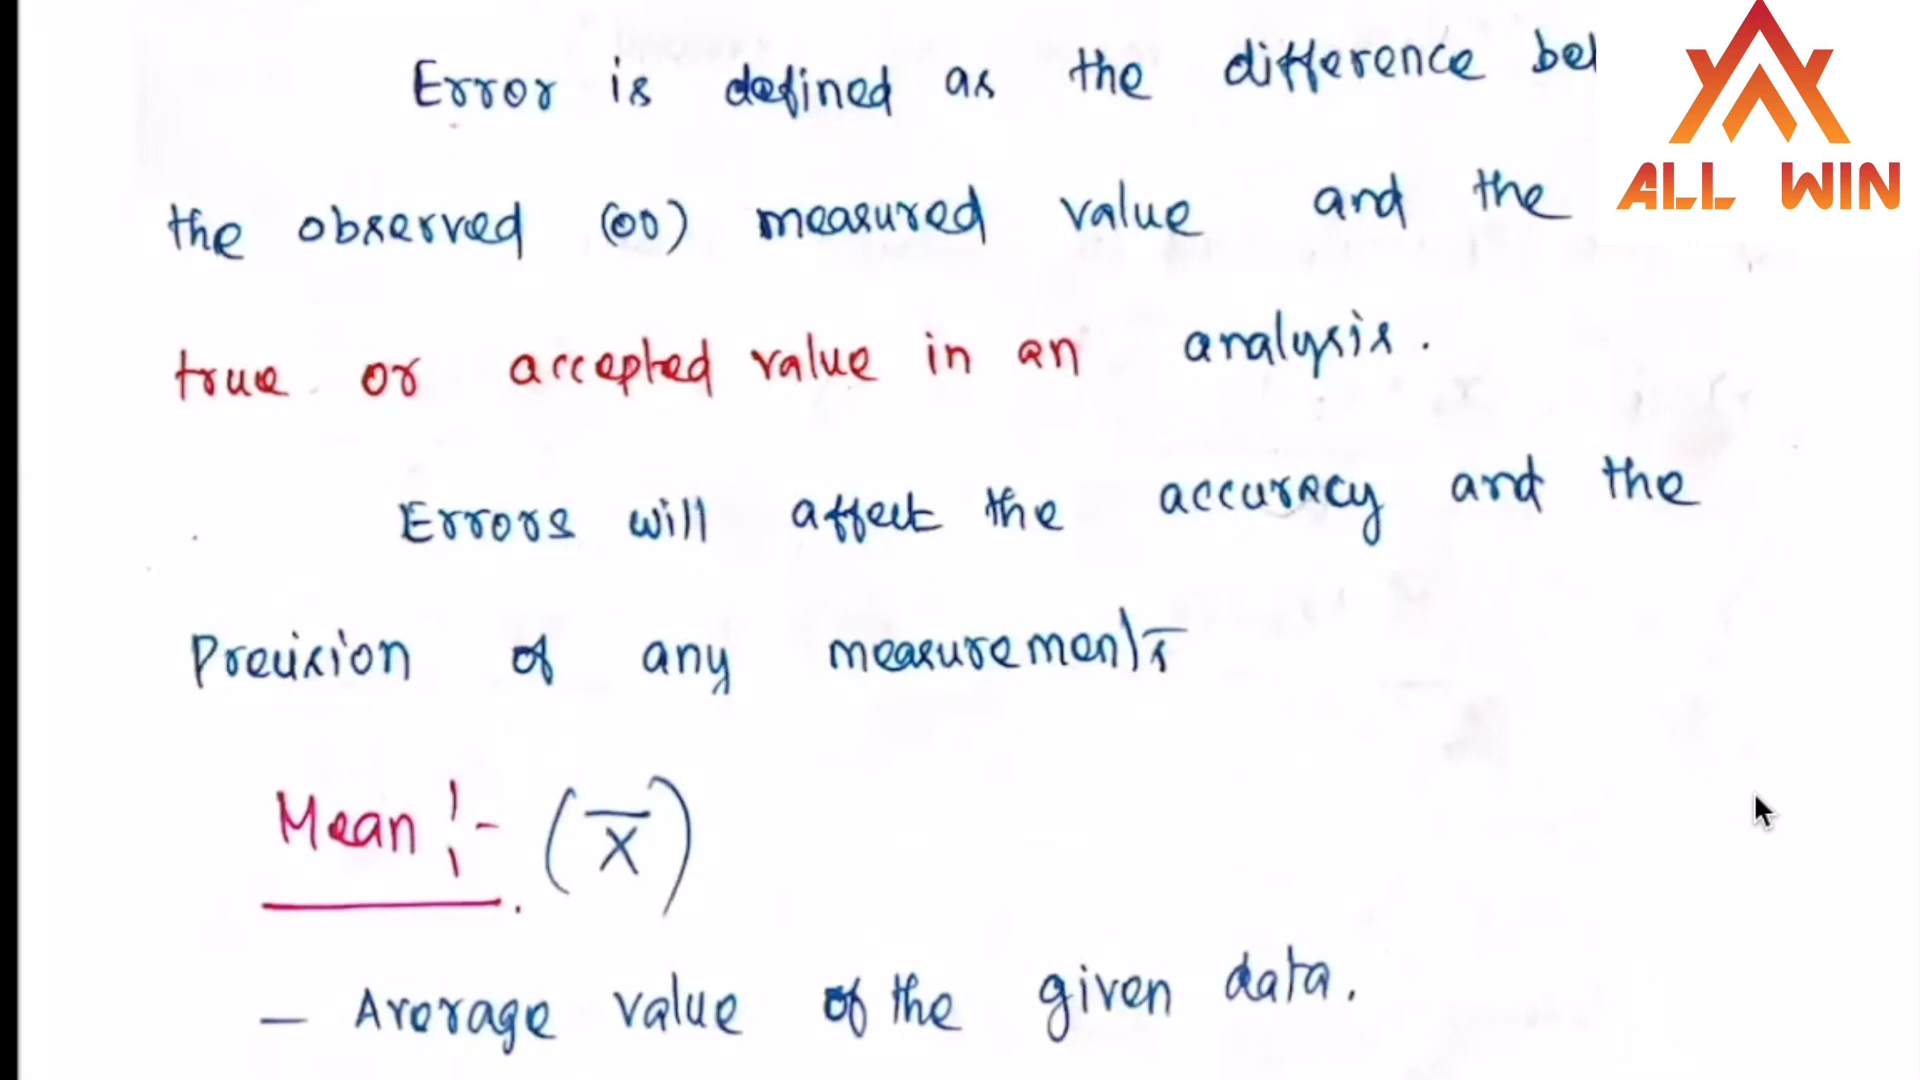 Error is defined as the difference bet
ALL WIN
the observed (or) measured value and the
true or accepted value in an analysis.
Errors will affect the accuracy and the
Precision of any measurement
Mean :- (x̄)
- Average value of the given data.